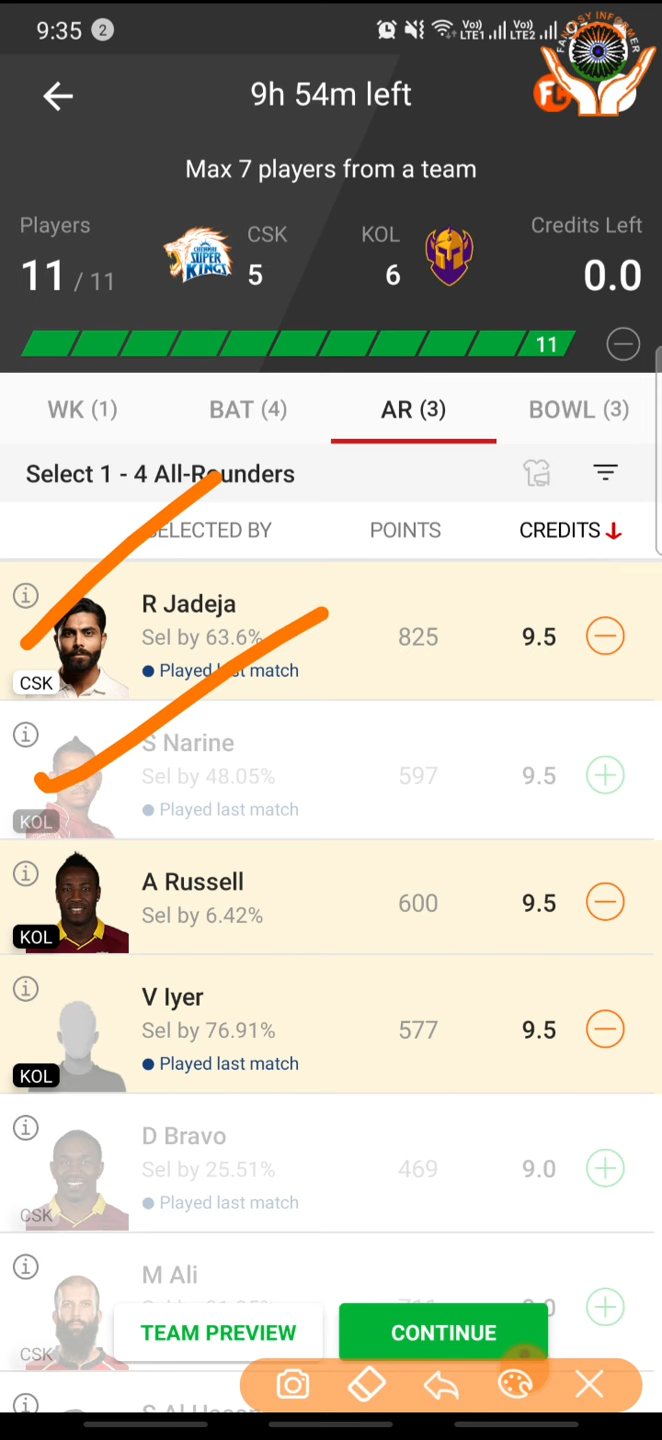 9:35 2 Vo)) LTE1 Vo)) LTE2
FANTASY INFORMER
9h 54m left FC
Max 7 players from a team
Players CSK KOL Credits Left
CHENNAI SUPER KINGS
11 / 11 5 6 0.0
11
WK (1) BAT (4) AR (3) BOWL (3)
Select 1 - 4 All-Rounders
SELECTED BY POINTS CREDITS
R Jadeja
Sel by 63.6% 825 9.5
Played last match
CSK
S Narine
Sel by 48.05% 597 9.5
Played last match
KOL
A Russell
Sel by 6.42% 600 9.5
KOL
V Iyer
Sel by 76.91% 577 9.5
Played last match
KOL
D Bravo
Sel by 25.51% 469 9.0
Played last match
CSK
M Ali
TEAM PREVIEW CONTINUE
CSK